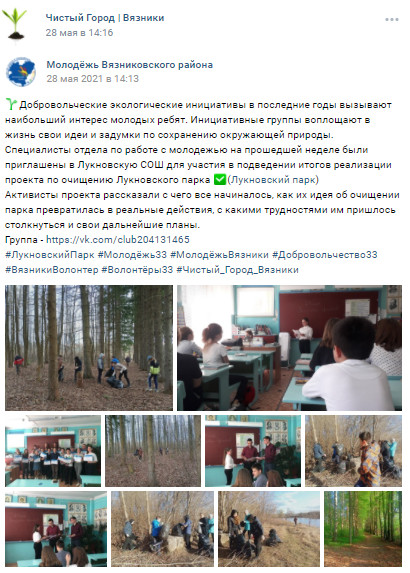 Чистый Город | Вязники
28 мая в 14:16
Молодёжь Вязниковского района
28 мая 2021 в 14:13
Добровольческие экологические инициативы в последние годы вызывают
наибольший интерес молодых ребят. Инициативные группы воплощают в
жизнь свои идеи и задумки по сохранению окружающей природы.
Специалисты отдела по работе с молодежью на прошедшей неделе были
приглашены в Лукновскую СОШ для участия в подведении итогов реализации
проекта по очищению Лукновского парка ✅(Лукновский парк)
Активисты проекта рассказали с чего все начиналось, как их идея об очищении
парка превратилась в реальные действия, с какими трудностями им пришлось
столкнуться и свои дальнейшие планы.
Группа - https://vk.com/club204131465
#ЛукновскийПарк #Молодёжь33 #МолодёжьВязники #Добровольчество33
#ВязникиВолонтер #Волонтёры33 #Чистый_Город_Вязники